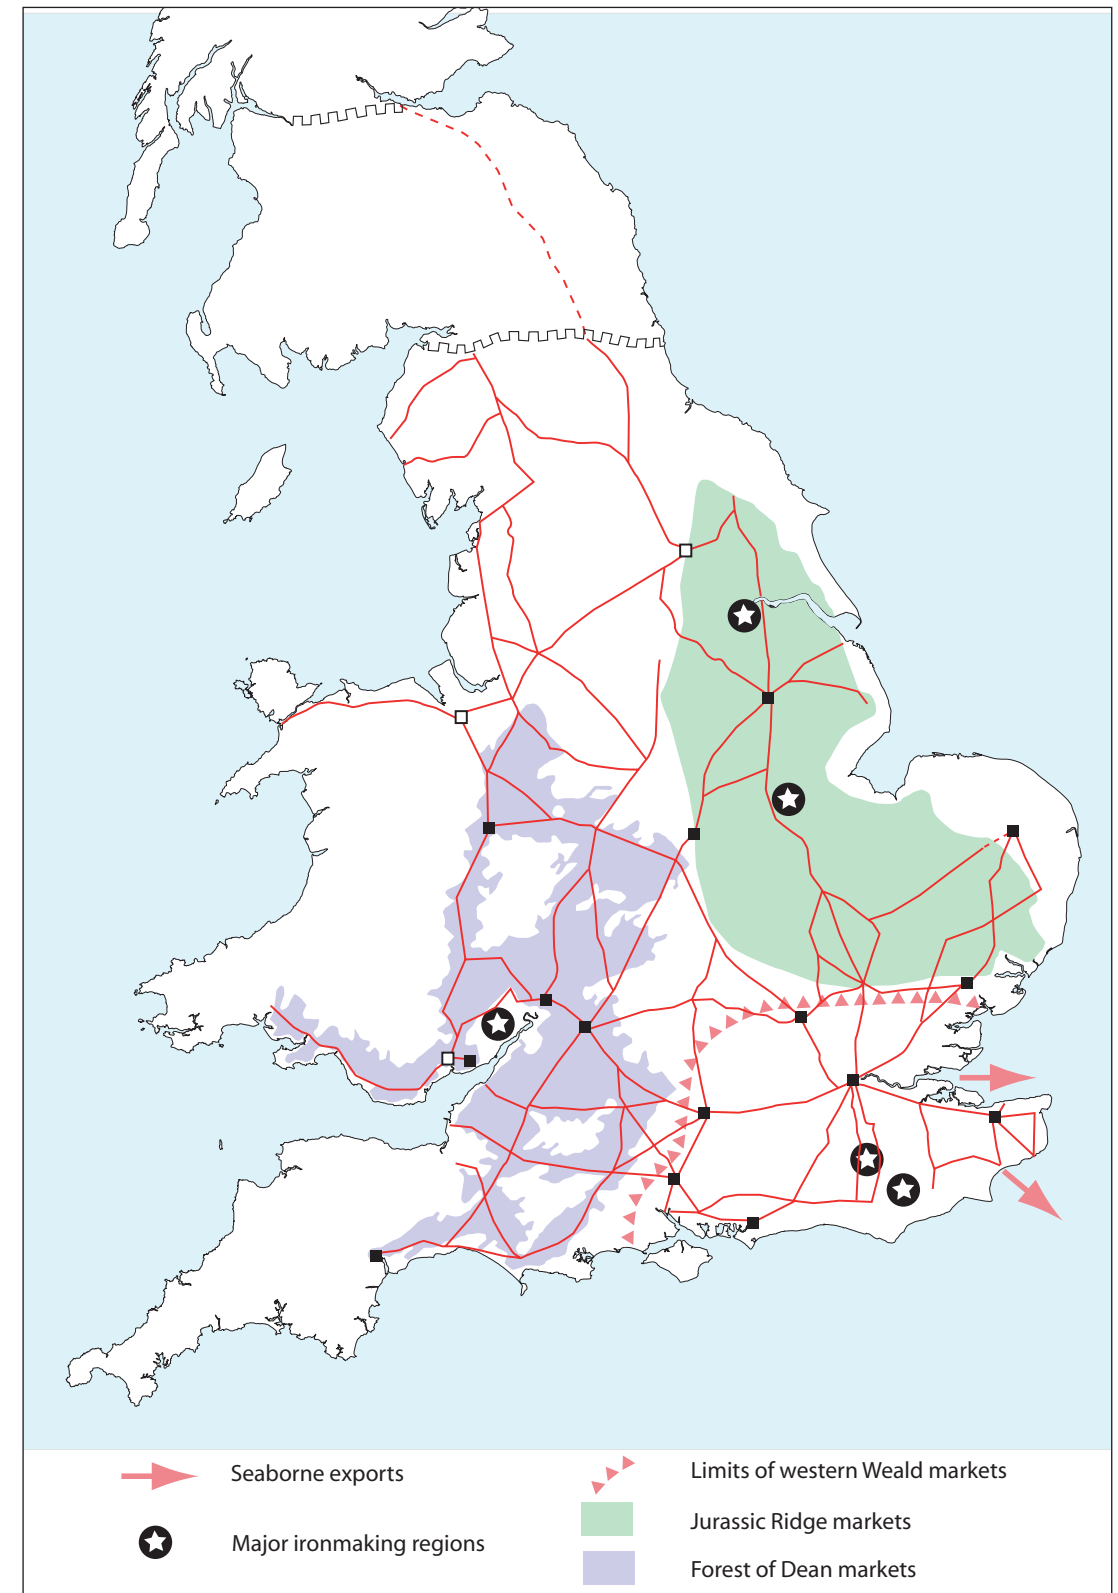 Seaborne exports
Major ironmaking regions
Limits of western Weald markets
Jurassic Ridge markets
Forest of Dean markets